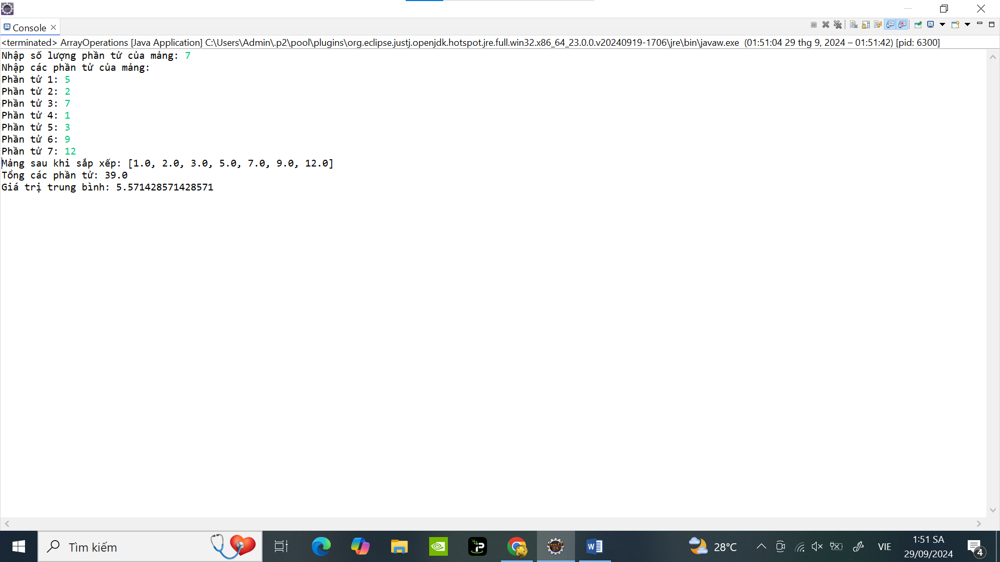 Console
<terminated> ArrayOperations [Java Application] C:\Users\Admin\.p2\pool\plugins\org.eclipse.justj.openjdk.hotspot.jre.full.win32.x86_64_23.0.0.v20240919-1706\jre\bin\javaw.exe (01:51:04 29 thg 9, 2024 – 01:51:42) [pid: 6300]
Nhập số lượng phần tử của mảng: 7
Nhập các phần tử của mảng:
Phần tử 1: 5
Phần tử 2: 2
Phần tử 3: 7
Phần tử 4: 1
Phần tử 5: 3
Phần tử 6: 9
Phần tử 7: 12
Mảng sau khi sắp xếp: [1.0, 2.0, 3.0, 5.0, 7.0, 9.0, 12.0]
Tổng các phần tử: 39.0
Giá trị trung bình: 5.571428571428571
Tìm kiếm
Java EE
IDE
W
28°C
VIE
1:51 SA
29/09/2024
4